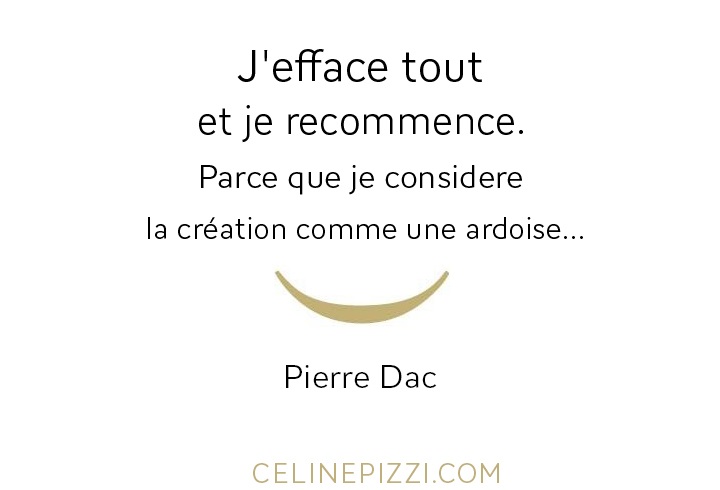 J'efface tout
et je recommence.
Parce que je considere
la création comme une ardoise...
Pierre Dac
CELINEPIZZI.COM